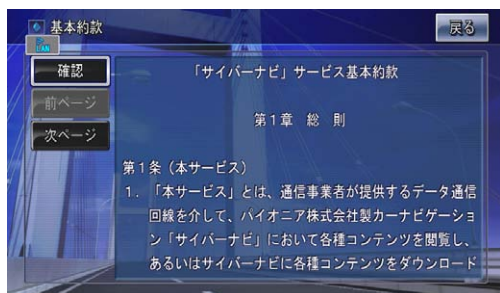 基本約款
戻る
LAN
確認
前ページ
次ページ
「サイバーナビ」サービス基本約款
第1章 総 則
第1条（本サービス）
1. 「本サービス」とは、通信事業者が提供するデータ通信
回線を介して、パイオニア株式会社製カーナビゲーショ
ン「サイバーナビ」において各種コンテンツを閲覧し、
あるいはサイバーナビに各種コンテンツをダウンロード